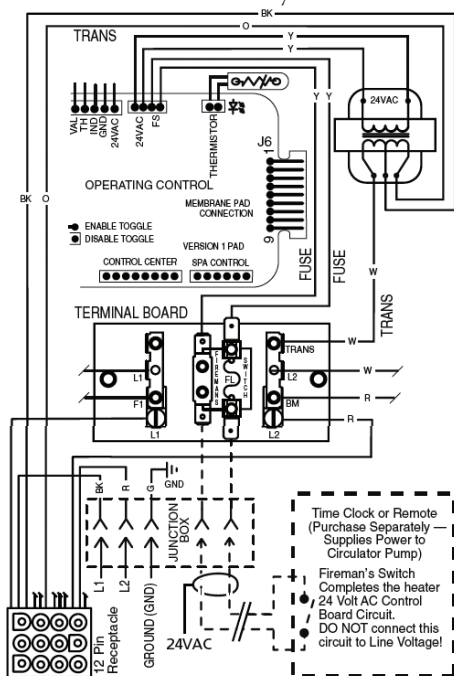 BK
O
TRANS
Y
Y
24VAC
VAL
TH
IND
GND
24VAC
24VAC
FS
THERMISTOR
Y
Y
J6
1
9
OPERATING CONTROL
MEMBRANE PAD
CONNECTION
BK
O
ENABLE TOGGLE
DISABLE TOGGLE
VERSION 1 PAD
CONTROL CENTER
SPA CONTROL
FUSE
FUSE
W
TRANS
TERMINAL BOARD
L1
F1
L1
FIREMANS
FL
SWITCH
TRANS
L2
BM
L2
W
W
R
R
BK
R
G
GND
JUNCTION
BOX
L1
L2
GROUND (GND)
24VAC
12 Pin
Receptacle
Time Clock or Remote
(Purchase Separately —
Supplies Power to
Circulator Pump)
Fireman's Switch
Completes the heater
24 Volt AC Control
Board Circuit.
DO NOT connect this
circuit to Line Voltage!